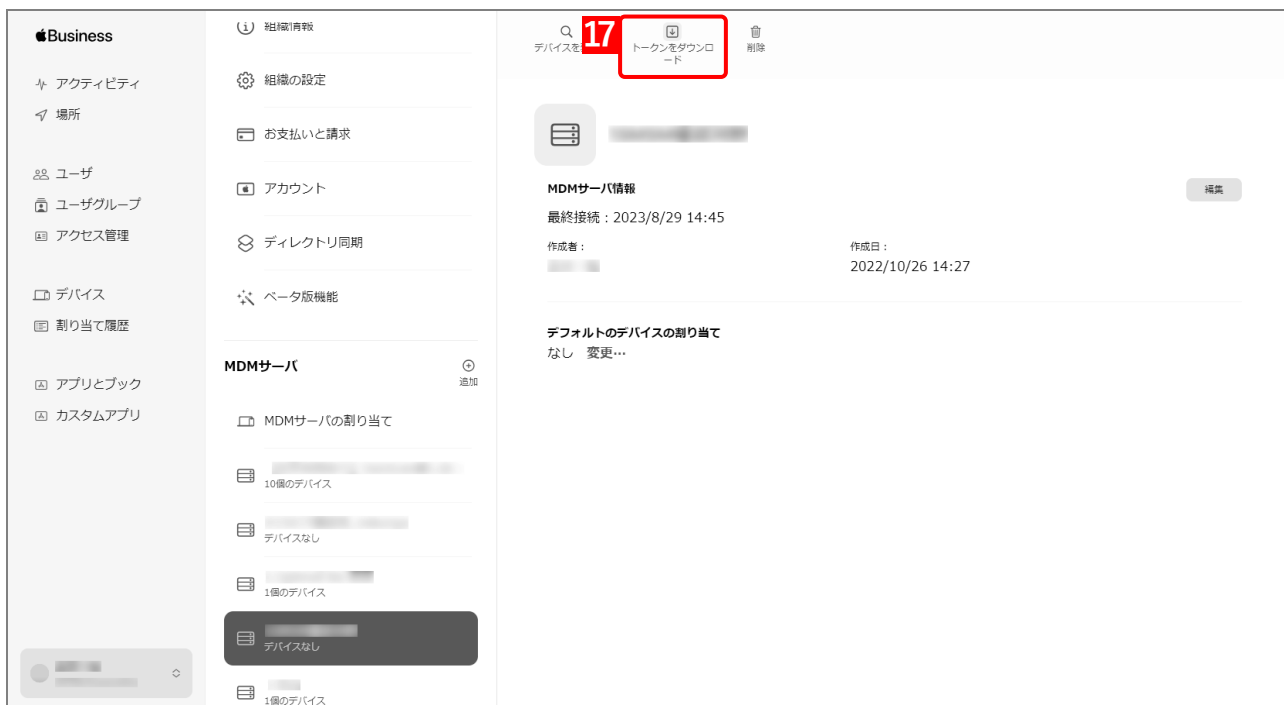 Business
アクティビティ
場所
ユーザ
ユーザグループ
アクセス管理
デバイス
割り当て履歴
アプリとブック
カスタムアプリ
組織情報
組織の設定
お支払いと請求
アカウント
ディレクトリ同期
ベータ版機能
MDMサーバ
追加
MDMサーバの割り当て
10個のデバイス
デバイスなし
1個のデバイス
デバイスなし
1個のデバイス
デバイスを
17
トークンをダウンロ
ード
削除
MDMサーバ情報
編集
最終接続：2023/8/29 14:45
作成者：
作成日：
2022/10/26 14:27
デフォルトのデバイスの割り当て
なし 変更…